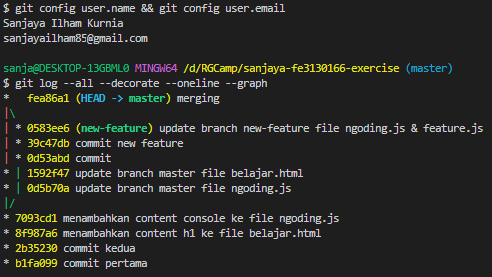 $ git config user.name && git config user.email
Sanjaya Ilham Kurnia
sanjayailham85@gmail.com
sanja@DESKTOP-13GBML0 MINGW64 /d/RGCamp/sanjaya-fe3130166-exercise (master)
$ git log --all --decorate --oneline --graph
*   fea86a1 (HEAD -> master) merging
|\
| * 0583ee6 (new-feature) update branch new-feature file ngoding.js & feature.js
| * 39c47db commit new feature
| * 0d53abd commit
* | 1592f47 update branch master file belajar.html
* | 0d5b70a update branch master file ngoding.js
|/
* 7093cd1 menambahkan content console ke file ngoding.js
* 8f987a6 menambahkan content h1 ke file belajar.html
* 2b35230 commit kedua
* b1fa099 commit pertama